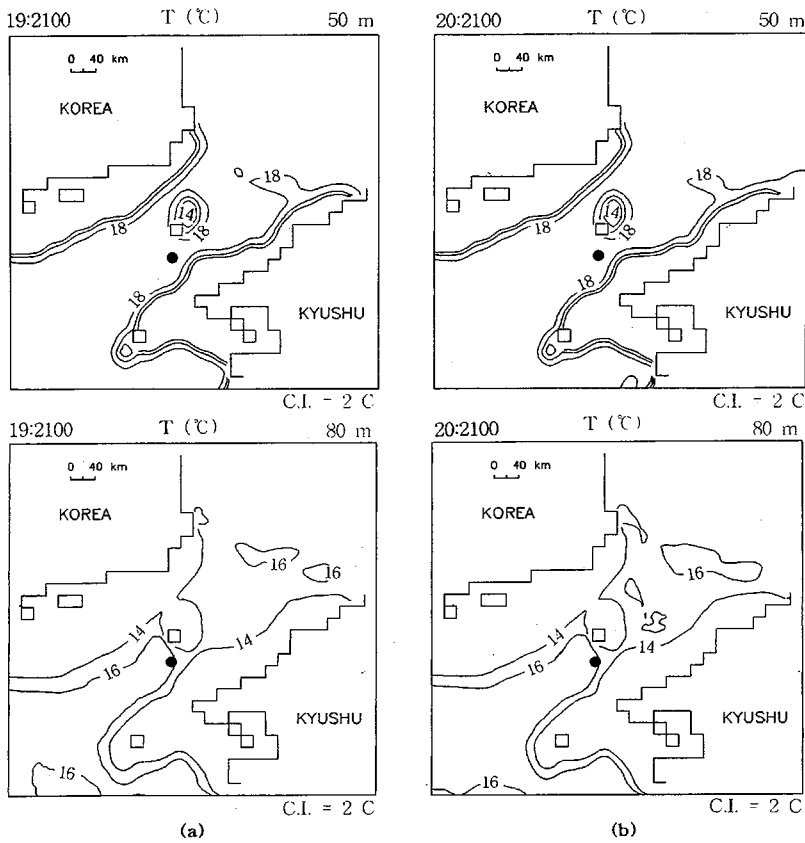 19:2100 T (℃) 50 m
0 40 km
KOREA
18
14
18
18
18
KYUSHU
C.I. = 2 C
20:2100 T (℃) 50 m
0 40 km
KOREA
18
14
18
18
18
KYUSHU
C.I. = 2 C
19:2100 T (℃) 80 m
0 40 km
KOREA
16
16
14
14
16
KYUSHU
16
C.I. = 2 C
(a)
20:2100 T (℃) 80 m
0 40 km
KOREA
16
14
14
16
KYUSHU
16
C.I. = 2 C
(b)